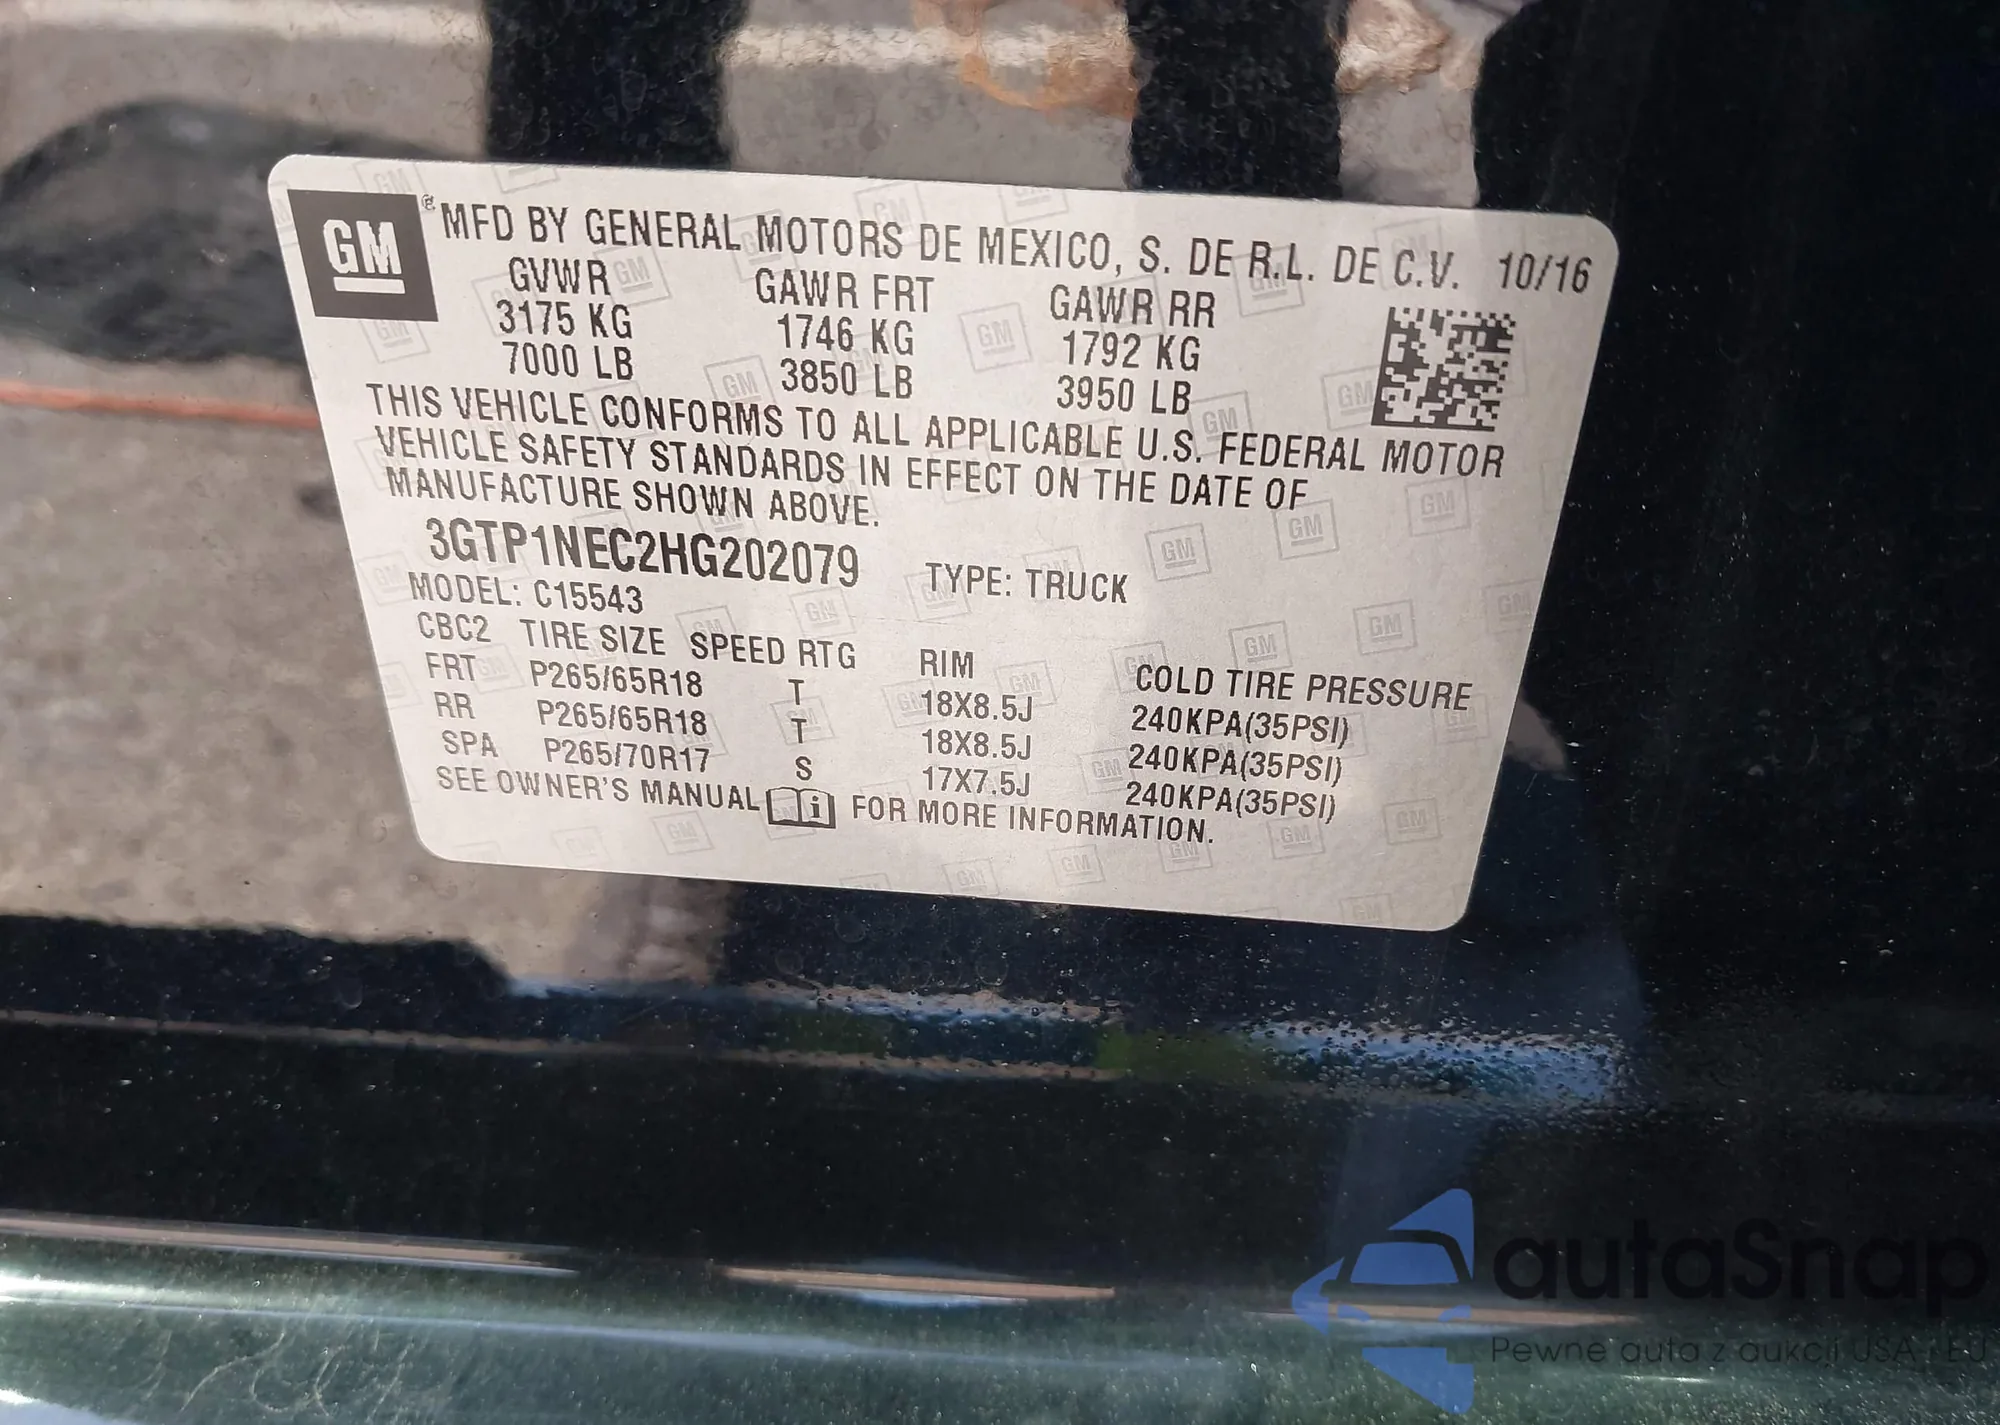 GM® MFD BY GENERAL MOTORS DE MEXICO, S. DE R.L. DE C.V. 10/16
GVWR GAWR FRT GAWR RR
3175 KG 1746 KG 1792 KG
7000 LB 3850 LB 3950 LB
THIS VEHICLE CONFORMS TO ALL APPLICABLE U.S. FEDERAL MOTOR
VEHICLE SAFETY STANDARDS IN EFFECT ON THE DATE OF
MANUFACTURE SHOWN ABOVE.
3GTP1NEC2HG202079 TYPE: TRUCK
MODEL: C15543
CBC2 TIRE SIZE SPEED RTG RIM COLD TIRE PRESSURE
FRT P265/65R18 T 18X8.5J 240KPA(35PSI)
RR P265/65R18 T 18X8.5J 240KPA(35PSI)
SPA P265/70R17 S 17X7.5J 240KPA(35PSI)
SEE OWNER'S MANUAL FOR MORE INFORMATION.
autaSnap
Pewne auta z aukcji USA i EU